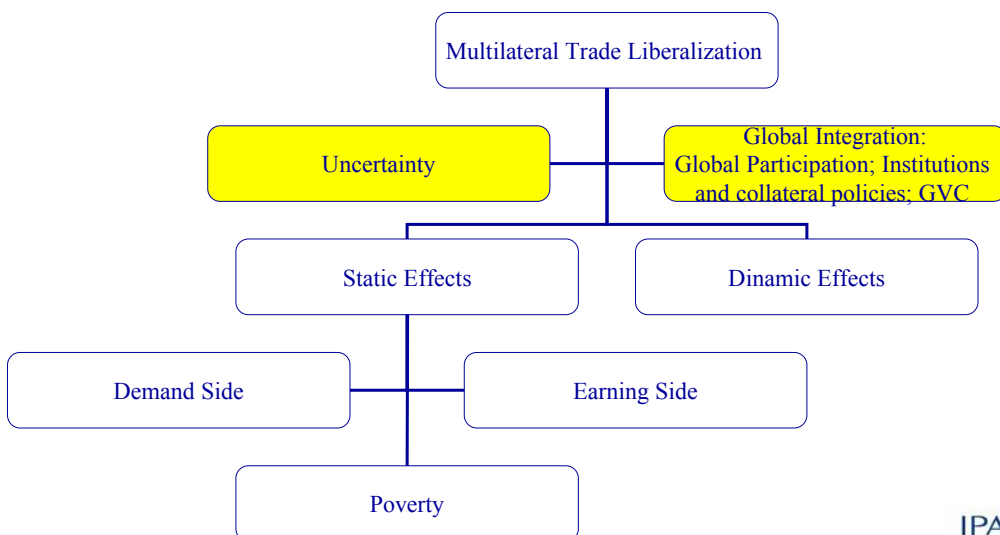 Multilateral Trade Liberalization
Uncertainty
Global Integration:
Global Participation; Institutions
and collateral policies; GVC
Static Effects
Dinamic Effects
Demand Side
Earning Side
Poverty
IPA